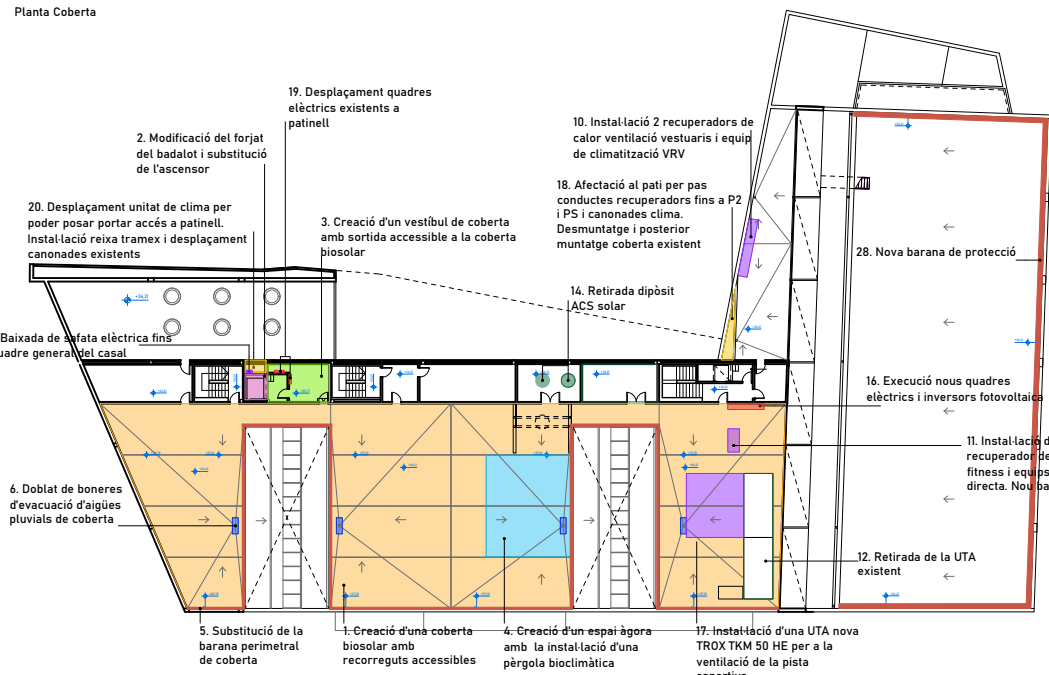 Planta Coberta
19. Desplaçament quadres
elèctrics existents a
patinell
2. Modificació del forjat
del badalot i substitució
de l'ascensor
10. Instal·lació 2 recuperadors de
calor ventilació vestuaris i equip
de climatització VRV
20. Desplaçament unitat de clima per
poder posar portar accés a patinell.
Instal·lació reixa tramex i desplaçament
canonades existents
3. Creació d'un vestíbul de coberta
amb sortida accessible a la coberta
biosolar
18. Afectació al pati per pas
conductes recuperadors fins a P2
i PS i canonades clima.
Desmuntatge i posterior
muntatge coberta existent
28. Nova barana de protecció
14. Retirada dipòsit
ACS solar
Baixada de safata elèctrica fins
uadre general del casal
16. Execució nous quadres
elèctrics i inversors fotovoltaica
11. Instal·lació d
recuperador de
fitness i equips
directa. Nou ba
6. Doblat de boneres
d'evacuació d'aigües
pluvials de coberta
12. Retirada de la UTA
existent
5. Substitució de la
barana perimetral
de coberta
1. Creació d'una coberta
biosolar amb
recorreguts accessibles
4. Creació d'un espai àgora
amb la instal·lació d'una
pèrgola bioclimàtica
17. Instal·lació d'una UTA nova
TROX TKM 50 HE per a la
ventilació de la pista